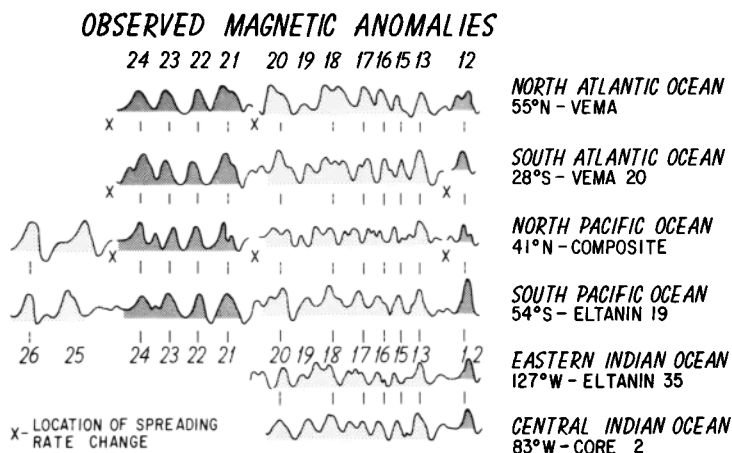 OBSERVED MAGNETIC ANOMALIES
24 23 22 21 20 19 18 17 16 15 13 12
NORTH ATLANTIC OCEAN
55°N - VEMA
X X
SOUTH ATLANTIC OCEAN
28°S - VEMA 20
X X
NORTH PACIFIC OCEAN
41°N - COMPOSITE
X X X
SOUTH PACIFIC OCEAN
54°S - ELTANIN 19
26 25 24 23 22 21 20 19 18 17 16 15 13 12
EASTERN INDIAN OCEAN
127°W - ELTANIN 35
X - LOCATION OF SPREADING
RATE CHANGE
CENTRAL INDIAN OCEAN
83°W - CORE 2